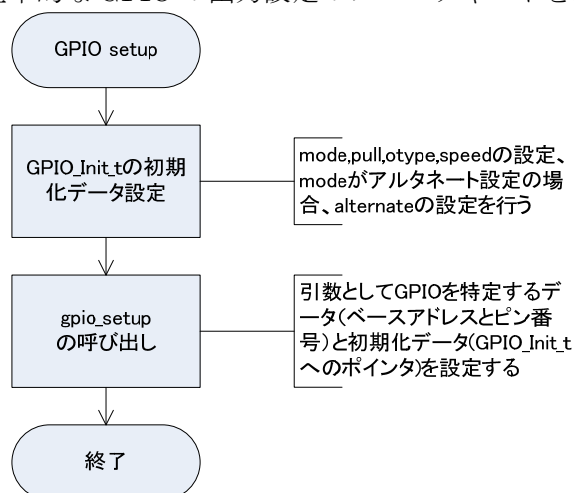 GPIO setup
GPIO_Init_tの初期
化データ設定
mode,pull,otype,speedの設定、
modeがアルタネート設定の場
合、alternateの設定を行う
gpio_setup
の呼び出し
引数としてGPIOを特定するデ
ータ(ベースアドレスとピン番
号)と初期化データ(GPIO_Init_t
へのポインタ)を設定する
終了